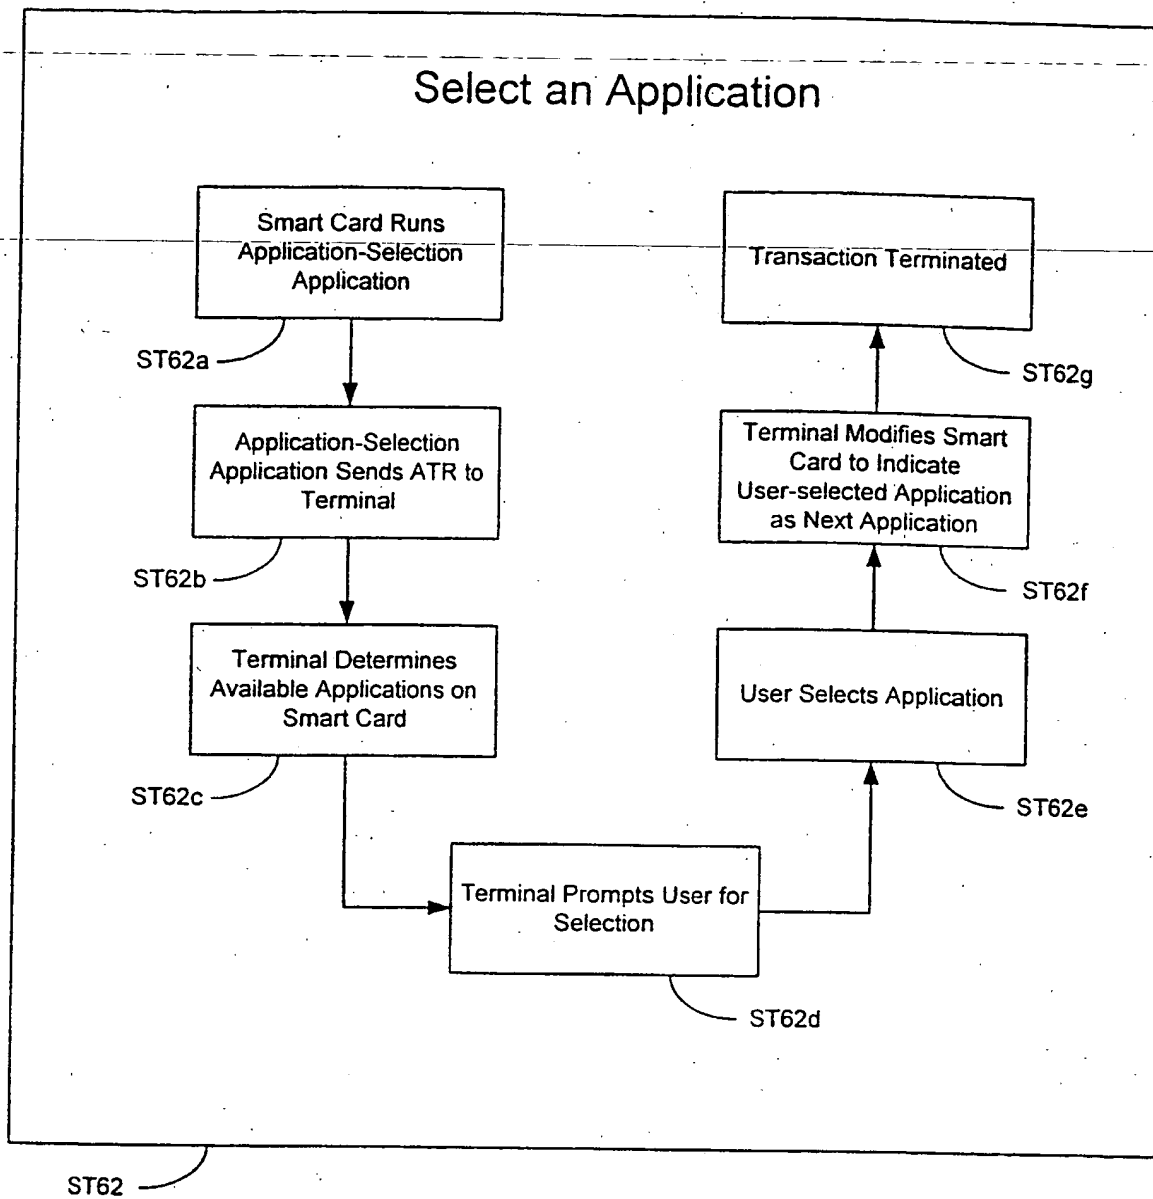 Select an Application
Smart Card Runs
Application-Selection
Application
ST62a
Application-Selection
Application Sends ATR to
Terminal
ST62b
Terminal Determines
Available Applications on
Smart Card
ST62c
Terminal Prompts User for
Selection
ST62d
User Selects Application
ST62e
Terminal Modifies Smart
Card to Indicate
User-selected Application
as Next Application
ST62f
Transaction Terminated
ST62g
ST62